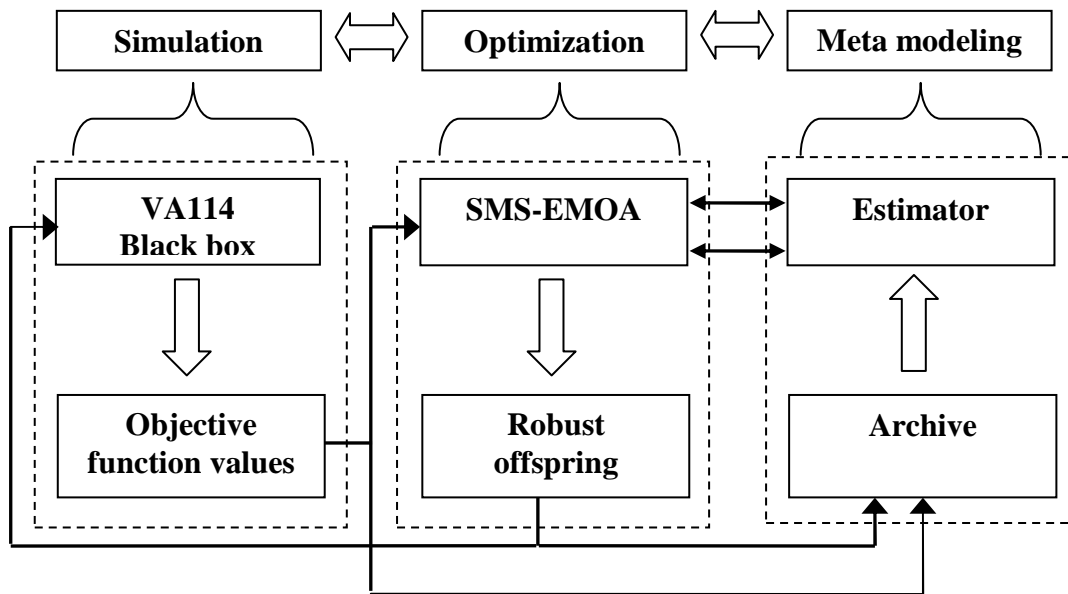 Simulation
Optimization
Meta modeling
VA114
Black box
SMS-EMOA
Estimator
Objective
function values
Robust
offspring
Archive